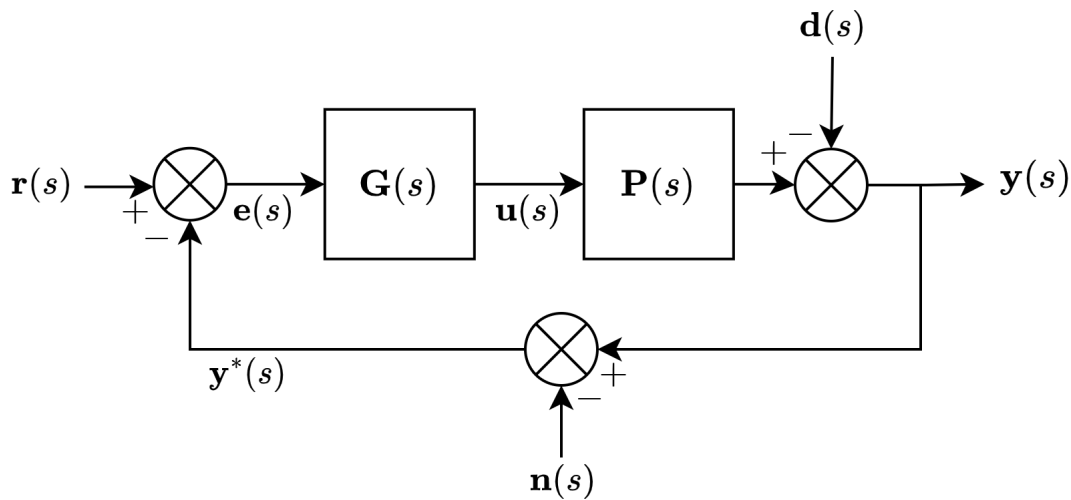 d(s)
+ −
r(s) G(s) P(s) y(s)
+ e(s) u(s)
−
y*(s) +
−
n(s)